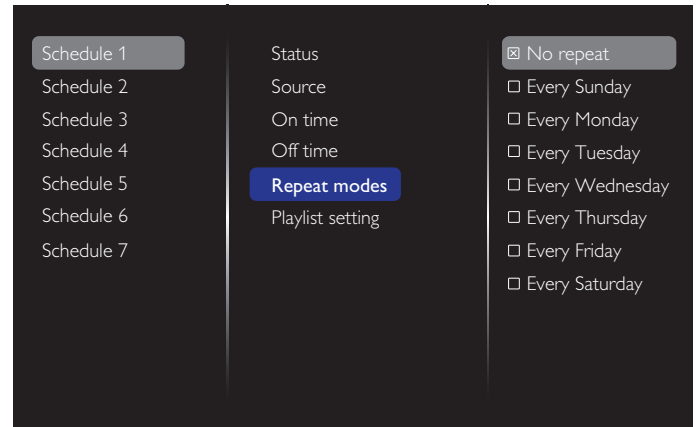 Schedule 1
Schedule 2
Schedule 3
Schedule 4
Schedule 5
Schedule 6
Schedule 7
Status
Source
On time
Off time
Repeat modes
Playlist setting
☒ No repeat
☐ Every Sunday
☐ Every Monday
☐ Every Tuesday
☐ Every Wednesday
☐ Every Thursday
☐ Every Friday
☐ Every Saturday